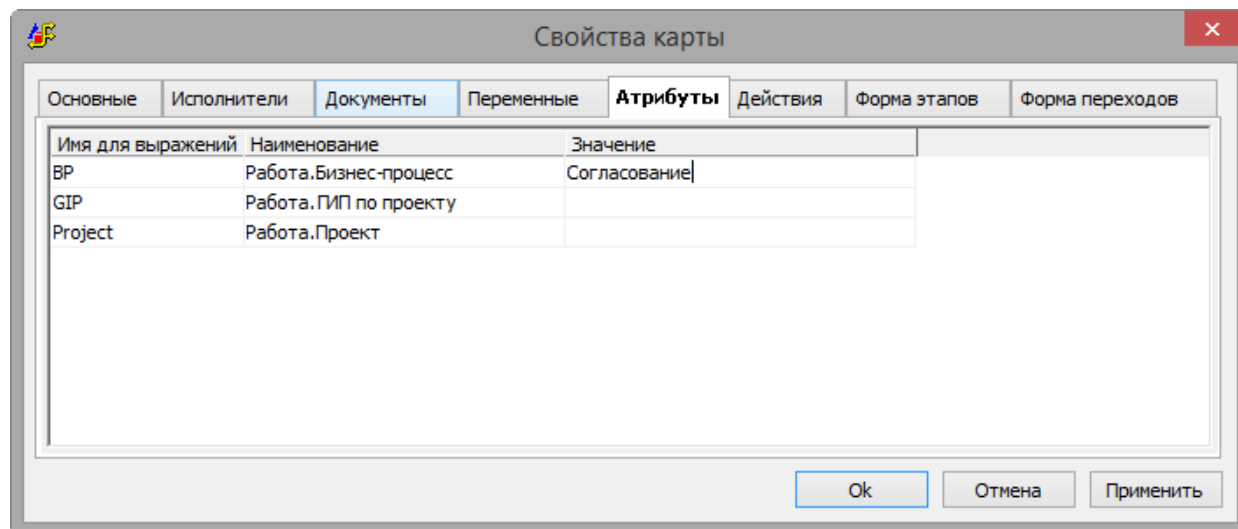 Свойства карты
Основные Исполнители Документы Переменные Атрибуты Действия Форма этапов Форма переходов
Имя для выражений Наименование Значение
BP Работа.Бизнес-процесс Согласование
GIP Работа.ГИП по проекту
Project Работа.Проект
Ok Отмена Применить